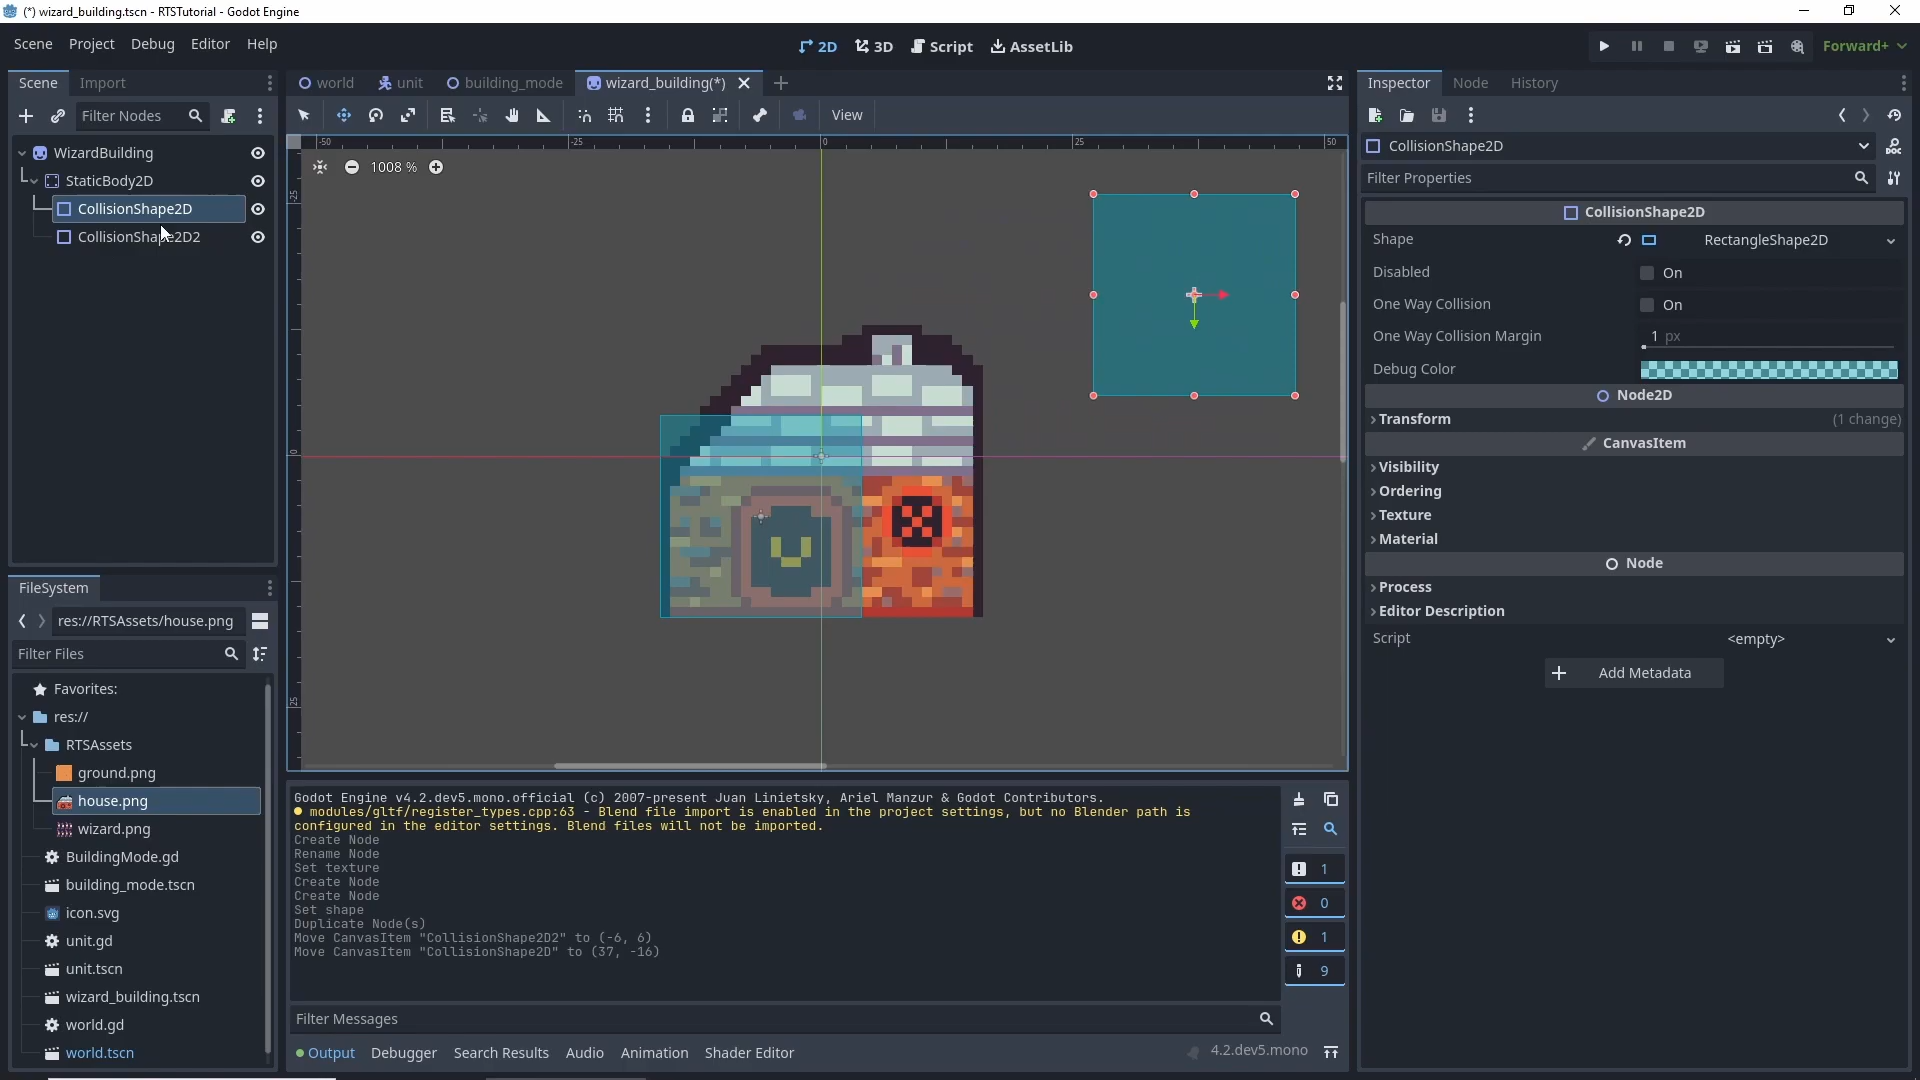 (*) wizard_building.tscn - RTSTutorial - Godot Engine
Scene Project Debug Editor Help
2D 3D Script AssetLib
Forward+
Scene Import
Filter Nodes
WizardBuilding
StaticBody2D
CollisionShape2D
CollisionShape2D2
world unit building_mode wizard_building(*)
View
-50 -25 0 25 50
1008 %
-25
0
25
FileSystem
res://RTSAssets/house.png
Filter Files
Favorites:
res://
RTSAssets
ground.png
house.png
wizard.png
BuildingMode.gd
building_mode.tscn
icon.svg
unit.gd
unit.tscn
wizard_building.tscn
world.gd
world.tscn
Godot Engine v4.2.dev5.mono.official (c) 2007-present Juan Linietsky, Ariel Manzur & Godot Contributors.
modules/gltf/register_types.cpp:63 - Blend file import is enabled in the project settings, but no Blender path is
configured in the editor settings. Blend files will not be imported.
Create Node
Rename Node
Set texture
Create Node
Create Node
Set shape
Duplicate Node(s)
Move CanvasItem "CollisionShape2D2" to (-6, 6)
Move CanvasItem "CollisionShape2D" to (37, -16)
1
0
1
9
Filter Messages
Output Debugger Search Results Audio Animation Shader Editor
4.2.dev5.mono
Inspector Node History
CollisionShape2D
Filter Properties
CollisionShape2D
Shape RectangleShape2D
Disabled On
One Way Collision On
One Way Collision Margin 1 px
Debug Color
Node2D
Transform (1 change)
CanvasItem
Visibility
Ordering
Texture
Material
Node
Process
Editor Description
Script <empty>
Add Metadata